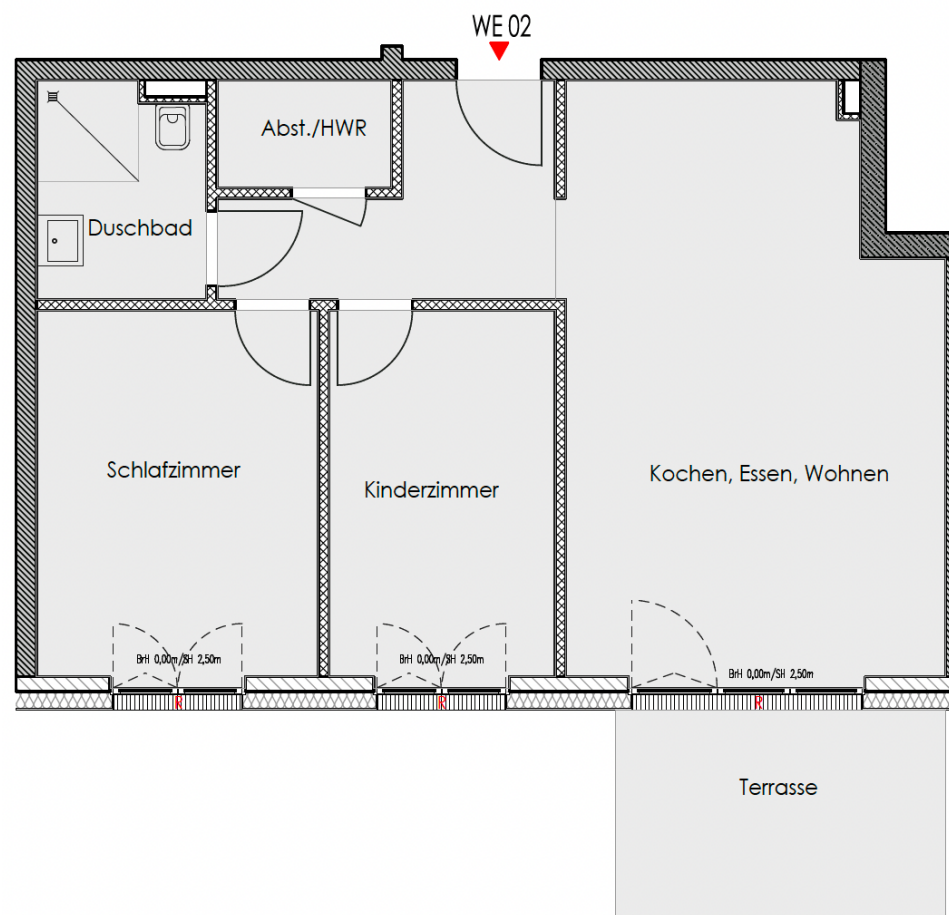 WE 02
Abst./HWR
Duschbad
Schlafzimmer
Kinderzimmer
Kochen, Essen, Wohnen
BrH 0,00m/SH 2,50m
BrH 0,00m/SH 2,50m
BrH 0,00m/SH 2,50m
R
R
R
Terrasse